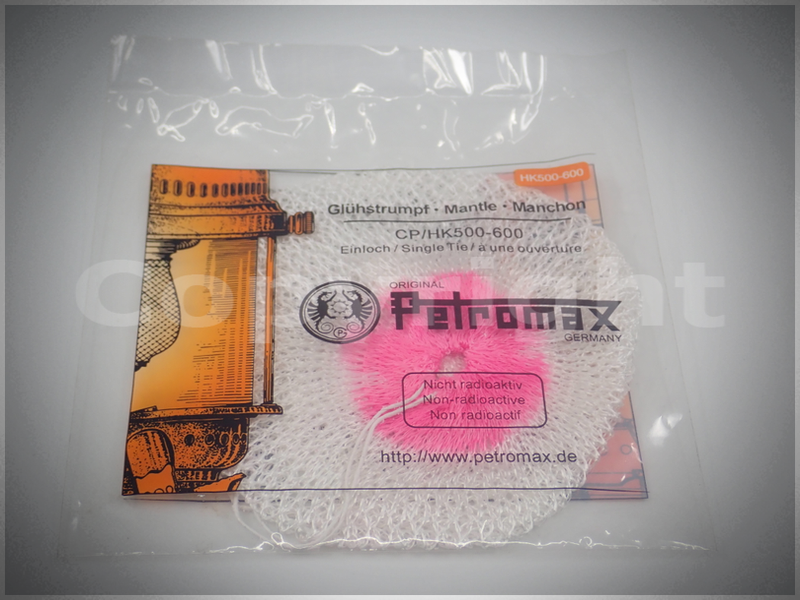 HK500-600
Glühstrumpf · Mantle · Manchon
CP/HK500-600
Einloch / Single Tie / a une ouverture
ORIGINAL
Petromax
GERMANY
Nicht radioaktiv
Non-radioactive
Non radioactif
http://www.petromax.de
Copyright